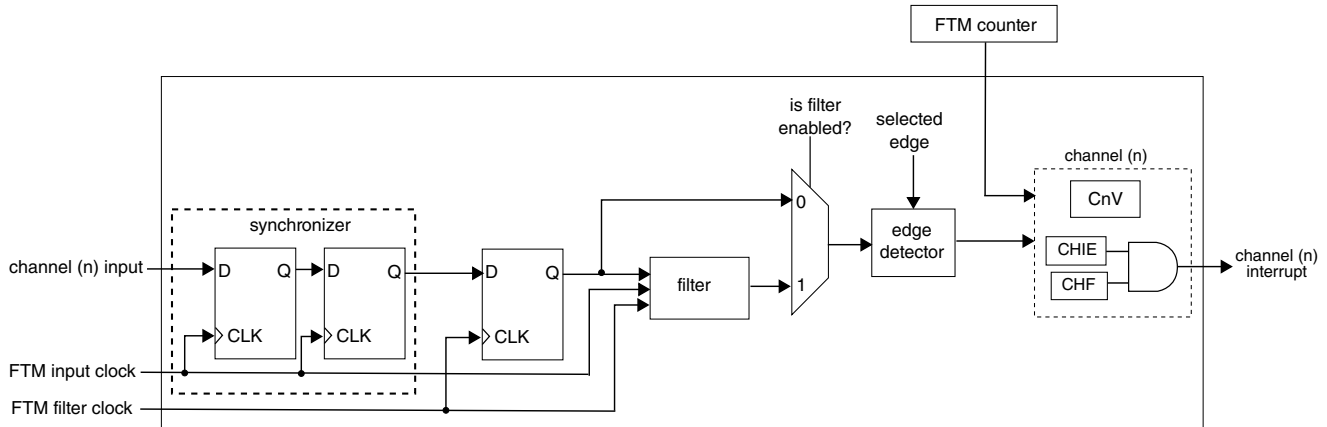 FTM counter
is filter
enabled?
selected
edge
channel (n)
CnV
0
synchronizer
edge
detector
channel (n) input
D
Q
D
Q
D
Q
filter
1
CHIE
CHF
channel (n)
interrupt
CLK
CLK
CLK
FTM input clock
FTM filter clock